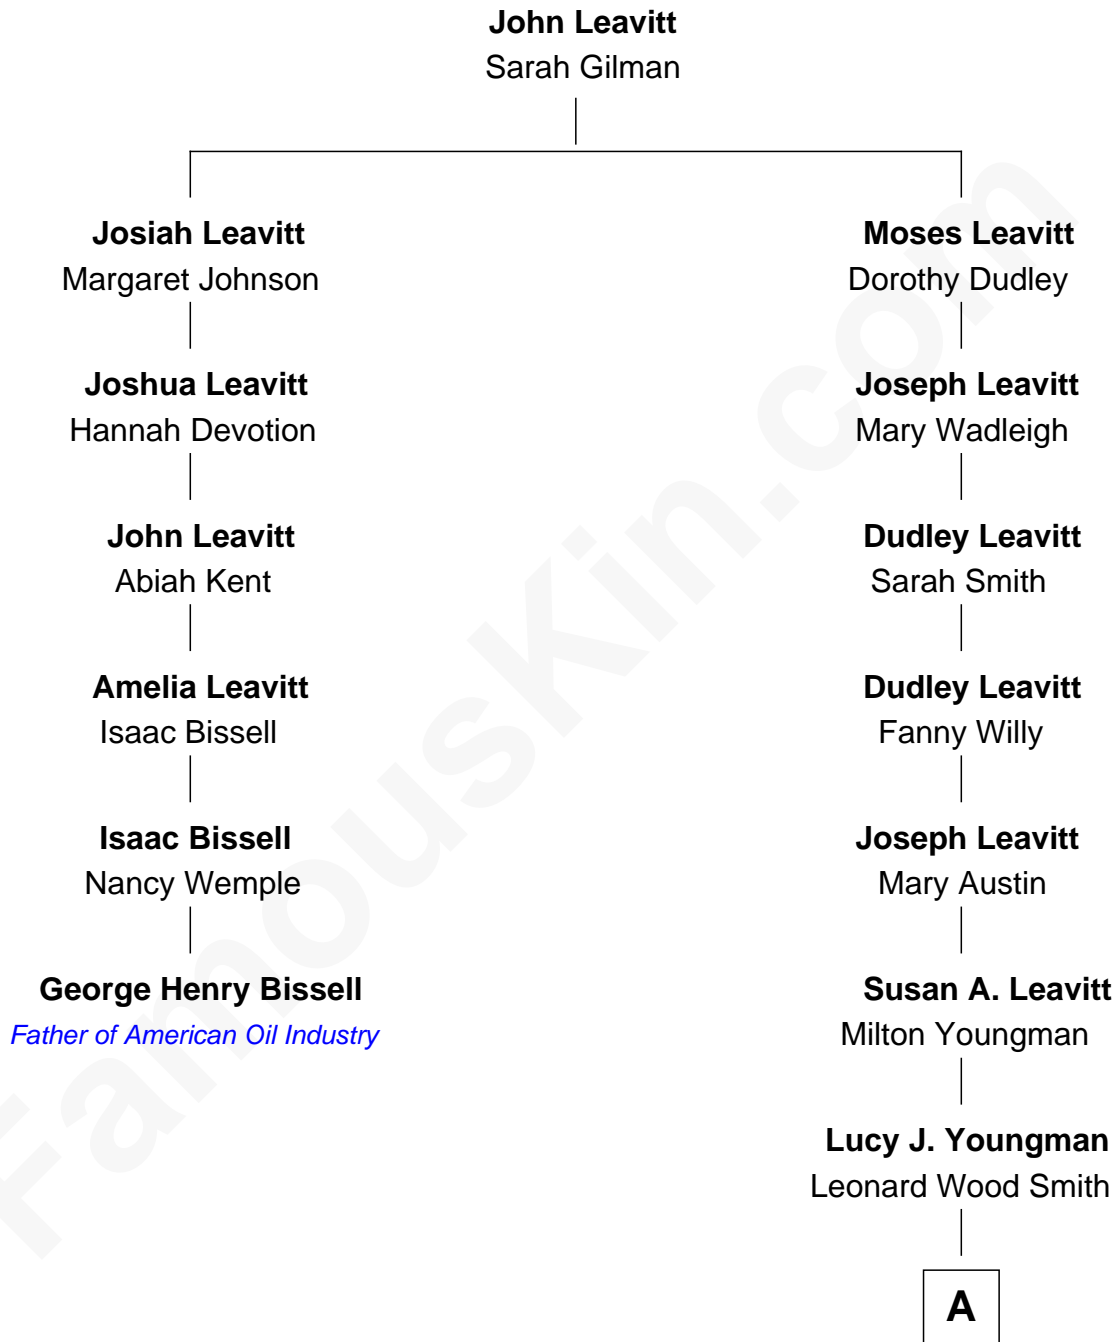 John Leavitt
Sarah Gilman
Josiah Leavitt
Margaret Johnson
Joshua Leavitt
Hannah Devotion
John Leavitt
Abiah Kent
Amelia Leavitt
Isaac Bissell
Isaac Bissell
Nancy Wemple
George Henry Bissell
Father of American Oil Industry
Moses Leavitt
Dorothy Dudley
Joseph Leavitt
Mary Wadleigh
Dudley Leavitt
Sarah Smith
Dudley Leavitt
Fanny Willy
Joseph Leavitt
Mary Austin
Susan A. Leavitt
Milton Youngman
Lucy J. Youngman
Leonard Wood Smith
A
FamousKin.com